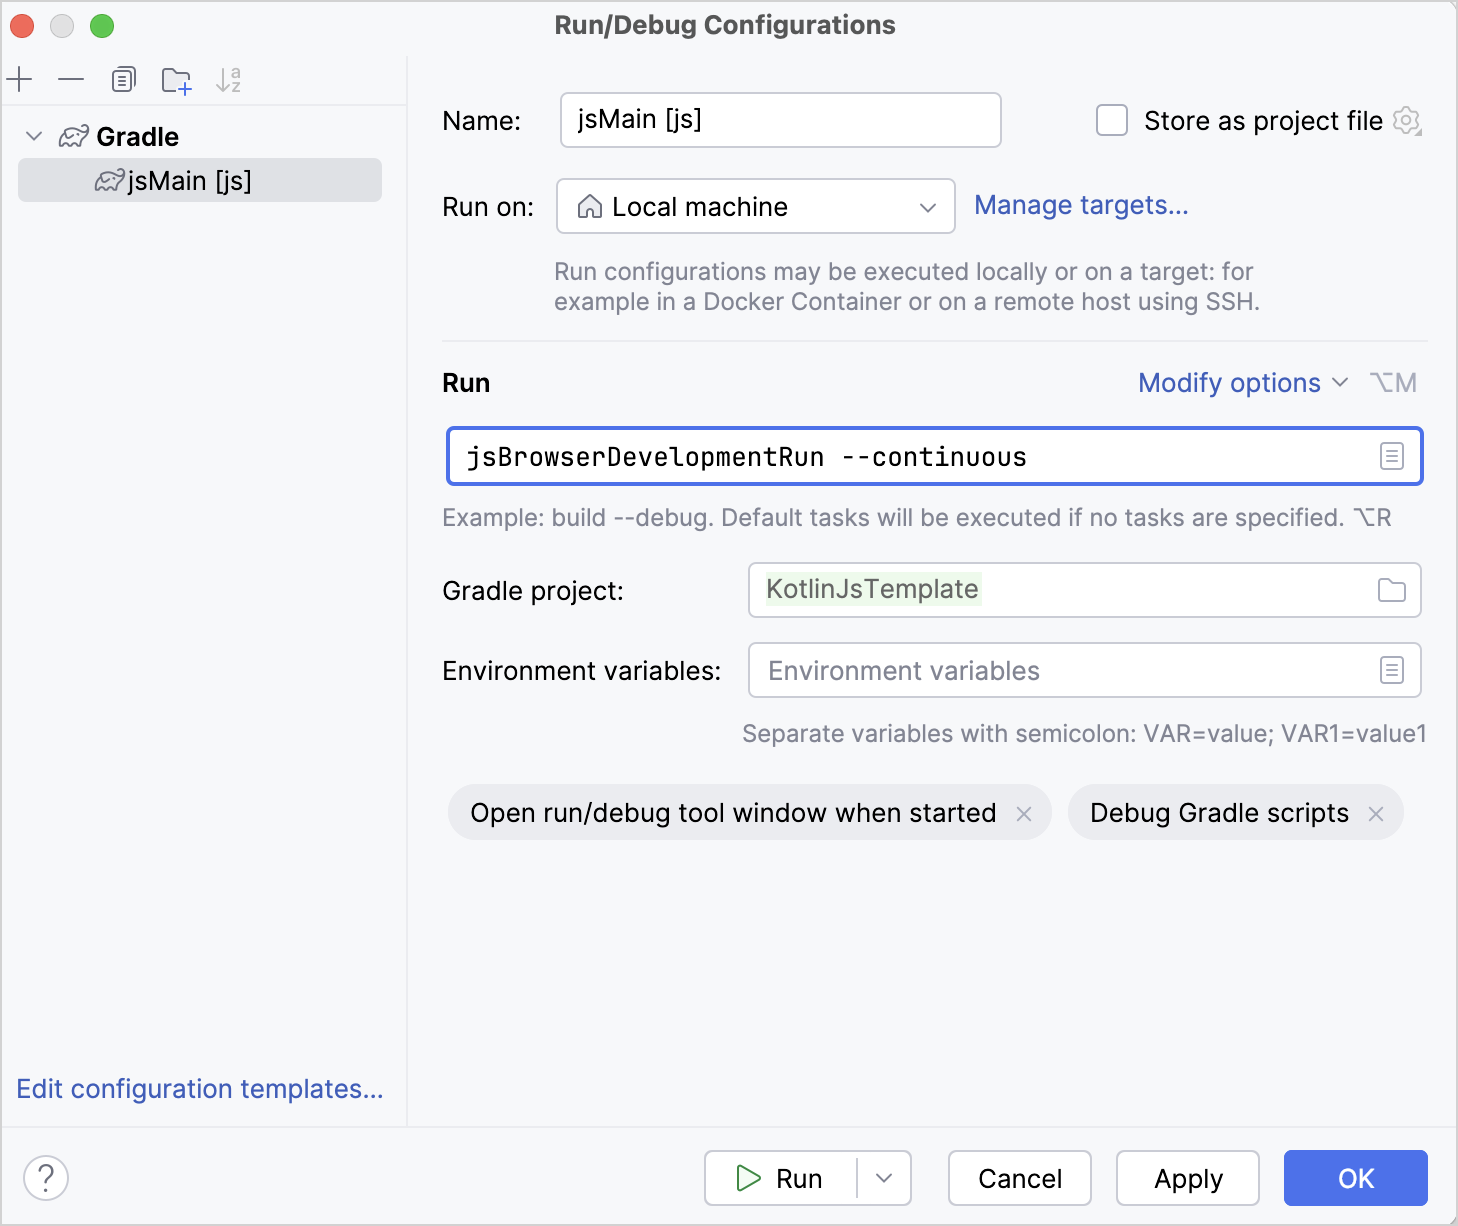 Run/Debug Configurations
Gradle
jsMain [js]
Edit configuration templates...
Name: jsMain [js] Store as project file
Run on: Local machine Manage targets...
Run configurations may be executed locally or on a target: for
example in a Docker Container or on a remote host using SSH.
Run Modify options ⌥M
jsBrowserDevelopmentRun --continuous
Example: build --debug. Default tasks will be executed if no tasks are specified. ⌥R
Gradle project: KotlinJsTemplate
Environment variables: Environment variables
Separate variables with semicolon: VAR=value; VAR1=value1
Open run/debug tool window when started × Debug Gradle scripts ×
? Run Cancel Apply OK